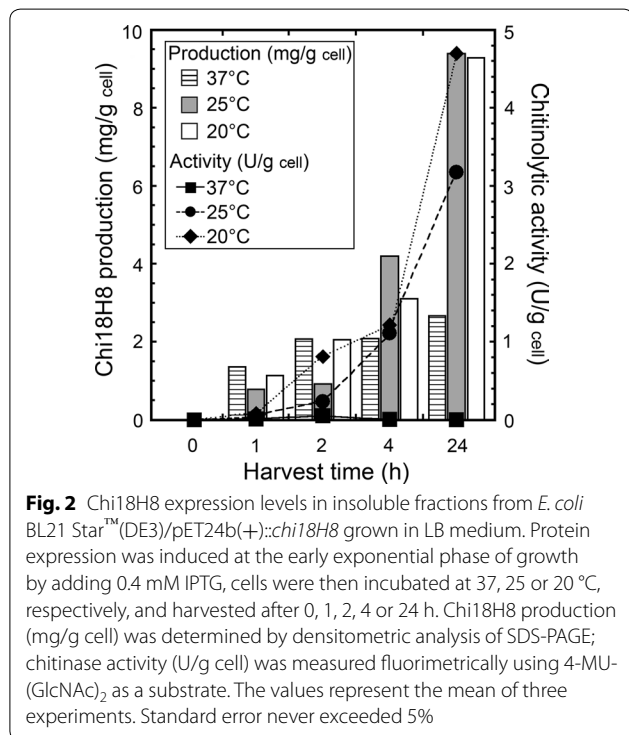 10
8
6
4
2
0
Chi18H8 production (mg/g cell)
Production (mg/g cell)
37°C
25°C
20°C
Activity (U/g cell)
37°C
25°C
20°C
5
4
3
2
1
0
Chitinolytic activity (U/g cell)
0 1 2 4 24
Harvest time (h)
Fig. 2 Chi18H8 expression levels in insoluble fractions from E. coli
BL21 Star™(DE3)/pET24b(+)::chi18H8 grown in LB medium. Protein
expression was induced at the early exponential phase of growth
by adding 0.4 mM IPTG, cells were then incubated at 37, 25 or 20 °C,
respectively, and harvested after 0, 1, 2, 4 or 24 h. Chi18H8 production
(mg/g cell) was determined by densitometric analysis of SDS-PAGE;
chitinase activity (U/g cell) was measured fluorimetrically using 4-MU-
(GlcNAc)₂ as a substrate. The values represent the mean of three
experiments. Standard error never exceeded 5%